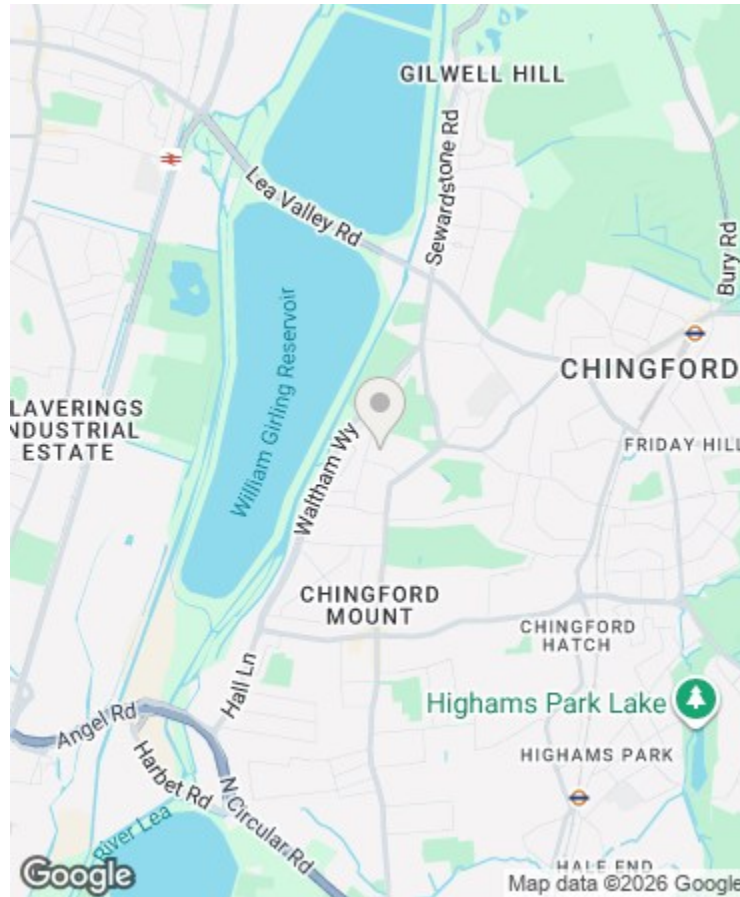 GILWELL HILL
Sewardstone Rd
Lea Valley Rd
Bury Rd
William Girling Reservoir
CHINGFORD
LAVERINGS
NDUSTRIAL
ESTATE
Waltham Wy
FRIDAY HILL
CHINGFORD
MOUNT
CHINGFORD
HATCH
Hall Ln
Highams Park Lake
Angel Rd
Harbet Rd
HIGHAMS PARK
N Circular Rd
River Lea
HALE END
Google
Map data ©2026 Google